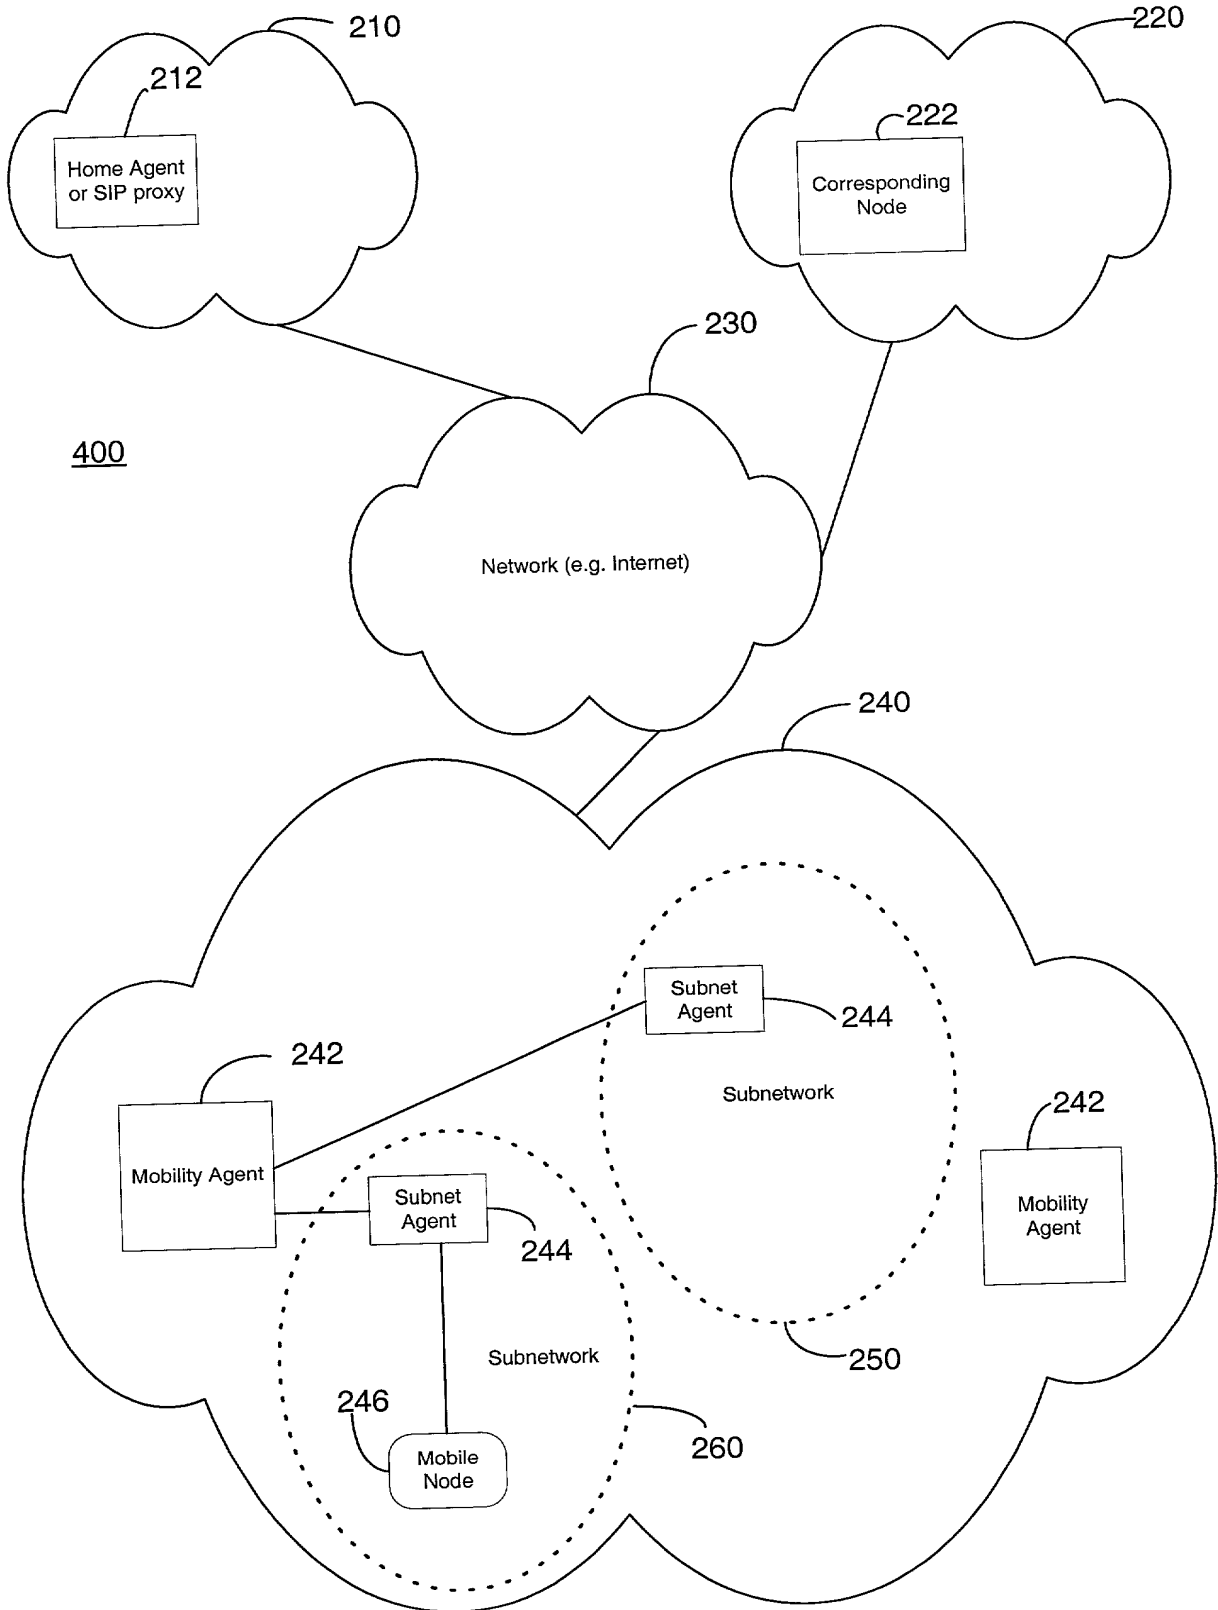 210
220
212
222
Home Agent
or SIP proxy
Corresponding
Node
230
400
Network (e.g. Internet)
240
Subnet
Agent
244
242
Subnetwork
242
Mobility Agent
Subnet
Agent
244
Mobility
Agent
Subnetwork
250
246
260
Mobile
Node